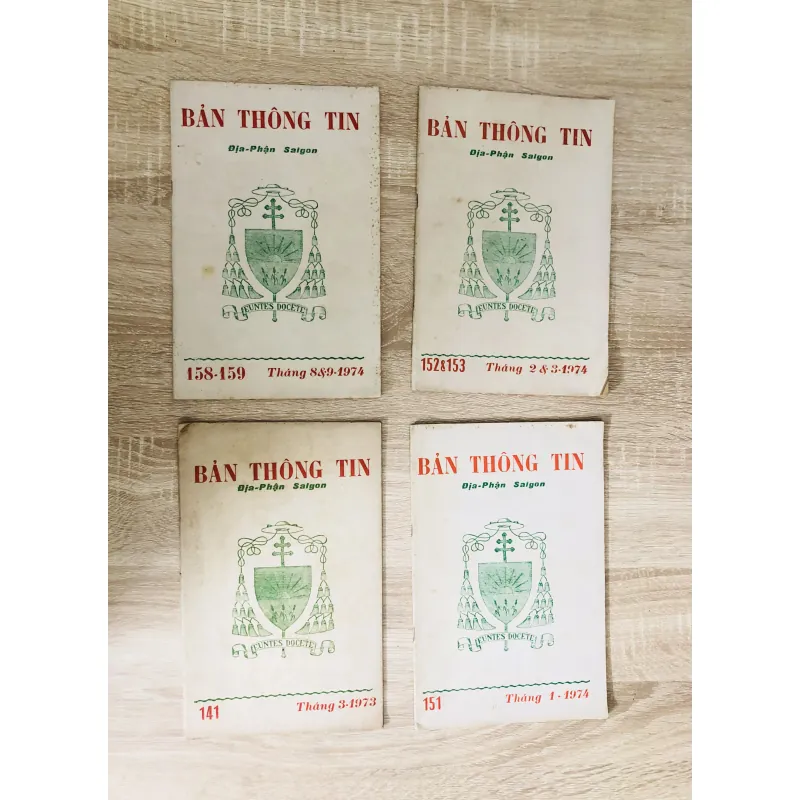 BẢN THÔNG TIN
Địa-Phận Saigon
EUNTES DOCETE
158-159 Tháng 8&9-1974
BẢN THÔNG TIN
Địa-Phận Saigon
EUNTES DOCETE
152&153 Tháng 2 & 3-1974
BẢN THÔNG TIN
Địa-Phận Saigon
EUNTES DOCETE
141 Tháng 3-1973
BẢN THÔNG TIN
Địa-Phận Saigon
EUNTES DOCETE
151 Tháng 1-1974